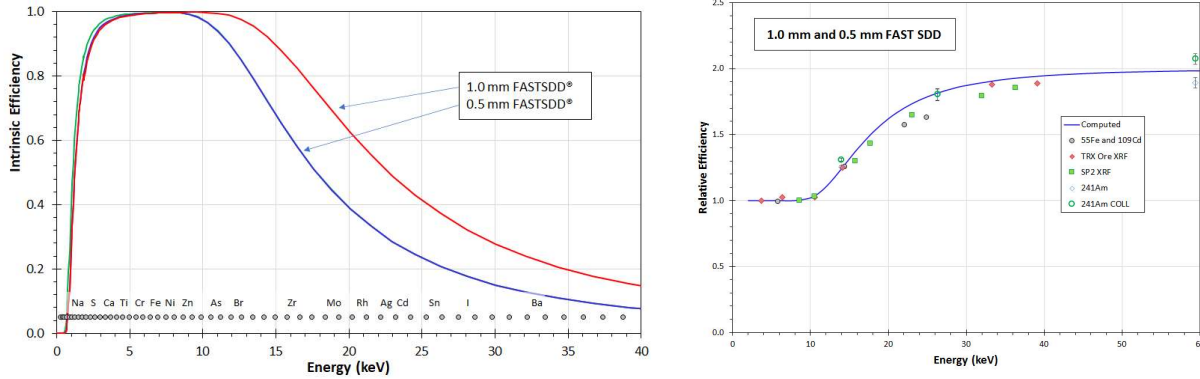 Intrinsic Efficiency
1.0
0.8
0.6
0.4
0.2
0.0
1.0 mm FASTSDD®
0.5 mm FASTSDD®
Na S Ca Ti Cr Fe Ni Zn As Br Zr Mo Rh Ag Cd Sn I Ba
0 5 10 15 20 25 30 35 40
Energy (keV)
Relative Efficiency
2.5
2.0
1.5
1.0
0.5
0.0
1.0 mm and 0.5 mm FAST SDD
Computed
55Fe and 109Cd
TRX Ore XRF
SP2 XRF
241Am
241Am COLL
0 10 20 30 40 50
Energy (keV)